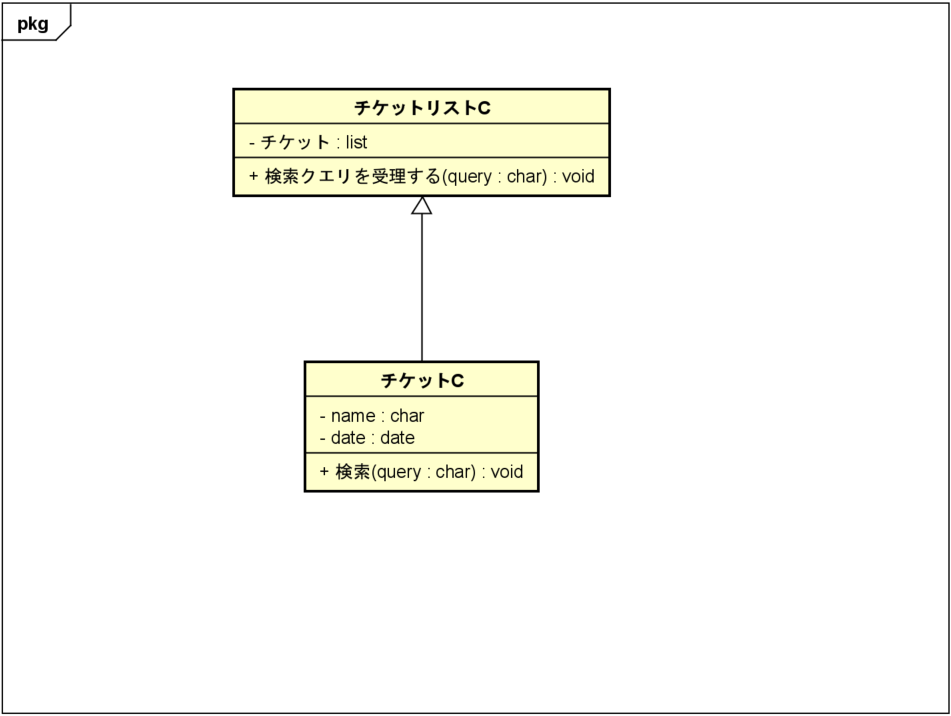 pkg
チケットリストC
- チケット : list
+ 検索クエリを受理する(query : char) : void
チケットC
- name : char
- date : date
+ 検索(query : char) : void